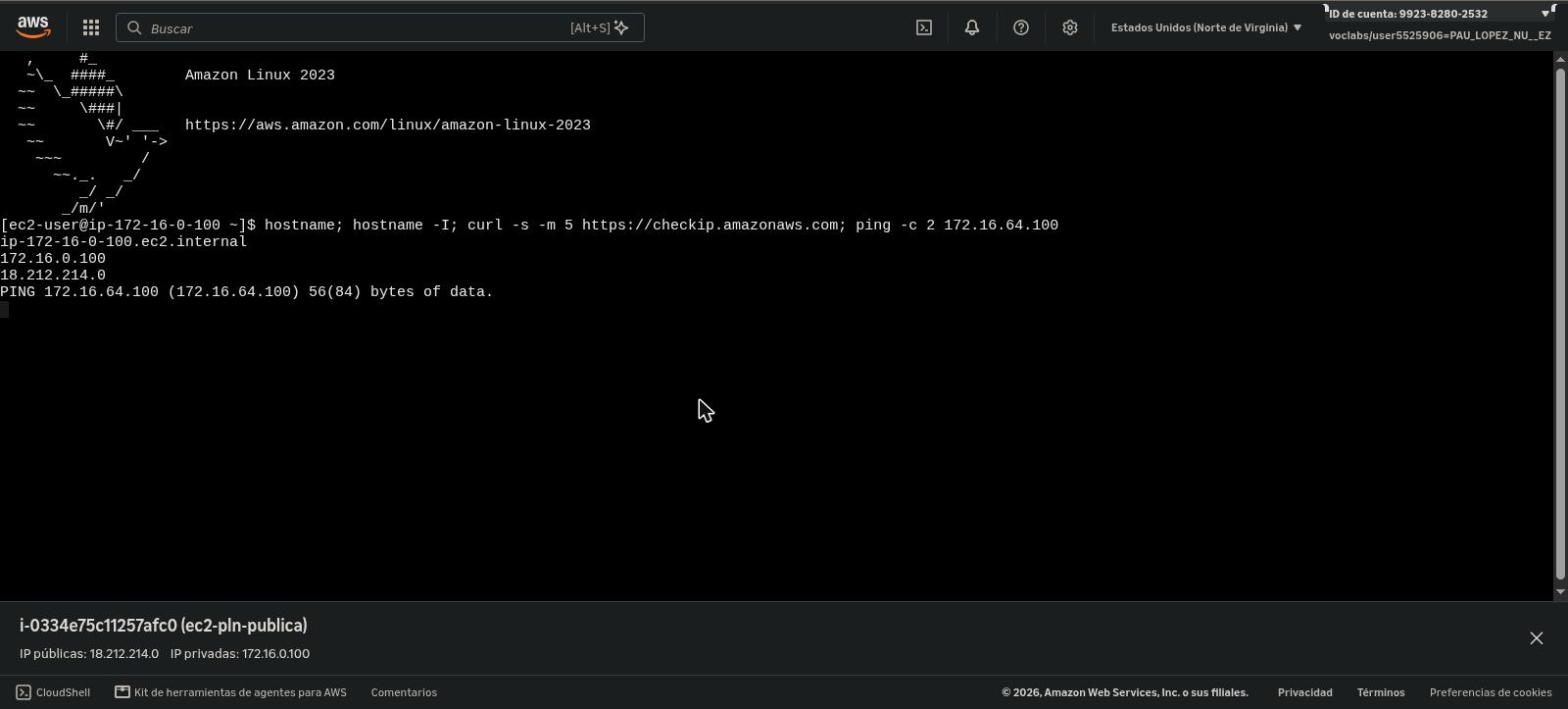 aws
Buscar
[Alt+S]
Estados Unidos (Norte de Virginia)
ID de cuenta: 9923-8280-2532
voclabs/user5525906=PAU_LOPEZ_NU__EZ
   ,     #_
   ~\_  ####_        Amazon Linux 2023
  ~~  \_#####\
  ~~     \###|
  ~~       \#/ ___   https://aws.amazon.com/linux/amazon-linux-2023
   ~~       V~' '->
    ~~~         /
      ~~._.   _/
         _/ _/
       _/m/'
[ec2-user@ip-172-16-0-100 ~]$ hostname; hostname -I; curl -s -m 5 https://checkip.amazonaws.com; ping -c 2 172.16.64.100
ip-172-16-0-100.ec2.internal
172.16.0.100
18.212.214.0
PING 172.16.64.100 (172.16.64.100) 56(84) bytes of data.
i-0334e75c11257afc0 (ec2-pln-publica)
IP públicas: 18.212.214.0 IP privadas: 172.16.0.100
CloudShell
Kit de herramientas de agentes para AWS
Comentarios
© 2026, Amazon Web Services, Inc. o sus filiales.
Privacidad
Términos
Preferencias de cookies